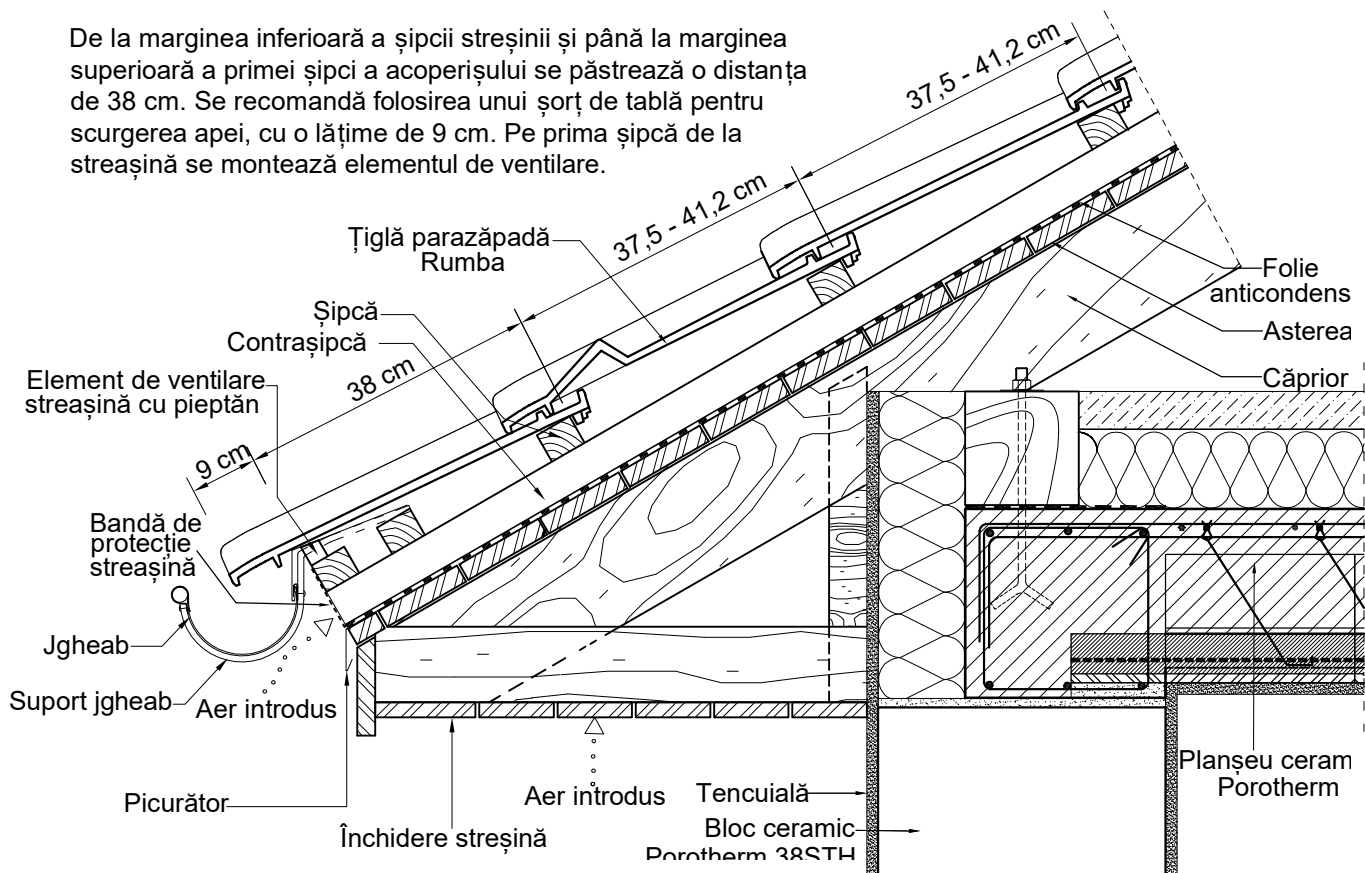 De la marginea inferioară a șipcii streșinii și până la marginea
superioară a primei șipci a acoperișului se păstrează o distanța
de 38 cm. Se recomandă folosirea unui șorț de tablă pentru
scurgerea apei, cu o lățime de 9 cm. Pe prima șipcă de la
streașină se montează elementul de ventilare.
37,5 - 41,2 cm
37,5 - 41,2 cm
38 cm
9 cm
Țiglă parazăpadă
Rumba
Șipcă
Contrașipcă
Element de ventilare
streașină cu pieptăn
Bandă de
protecție
streașină
Jgheab
Suport jgheab
Aer introdus
Picurător
Închidere streșină
Aer introdus
Tencuială
Bloc ceramic
Porotherm 38STH
Folie
anticondens
Asterea
Căprior
Planșeu ceram
Porotherm